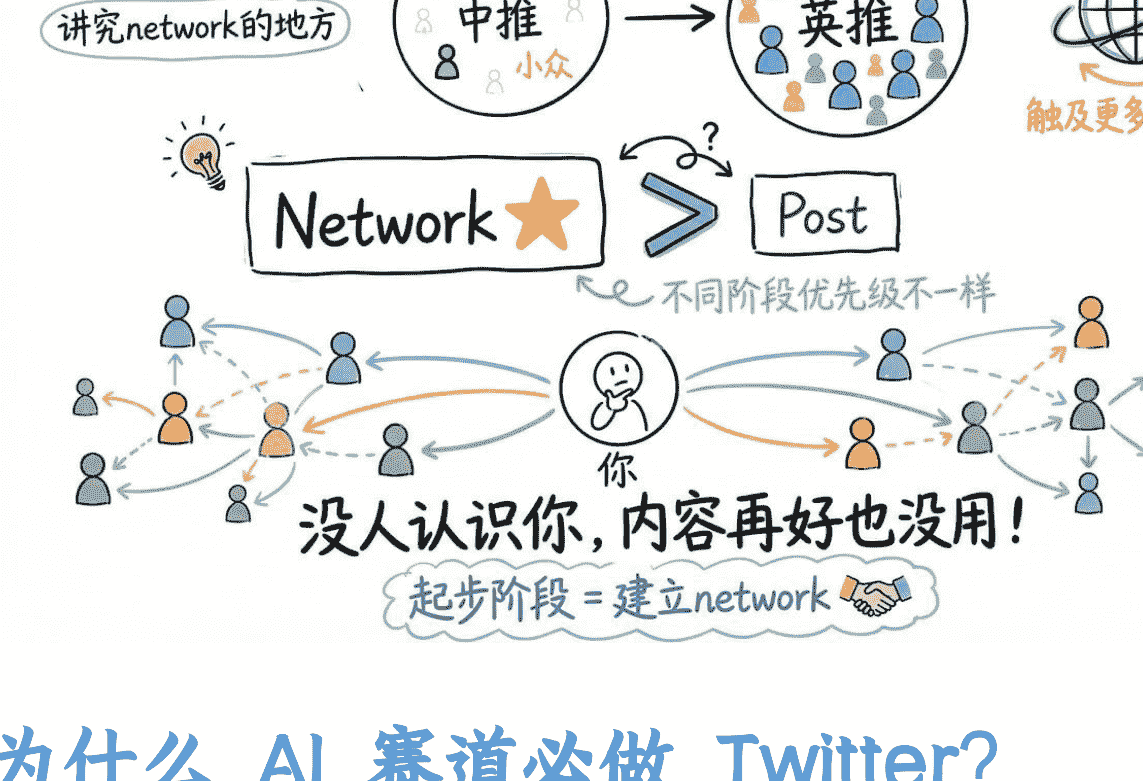 讲究network的地方
中推
小众
英推
触及更多
?
Network
>
Post
不同阶段优先级不一样
你
没人认识你,内容再好也没用!
起步阶段 = 建立network
为什么 AI 赛道必做 Twitter?